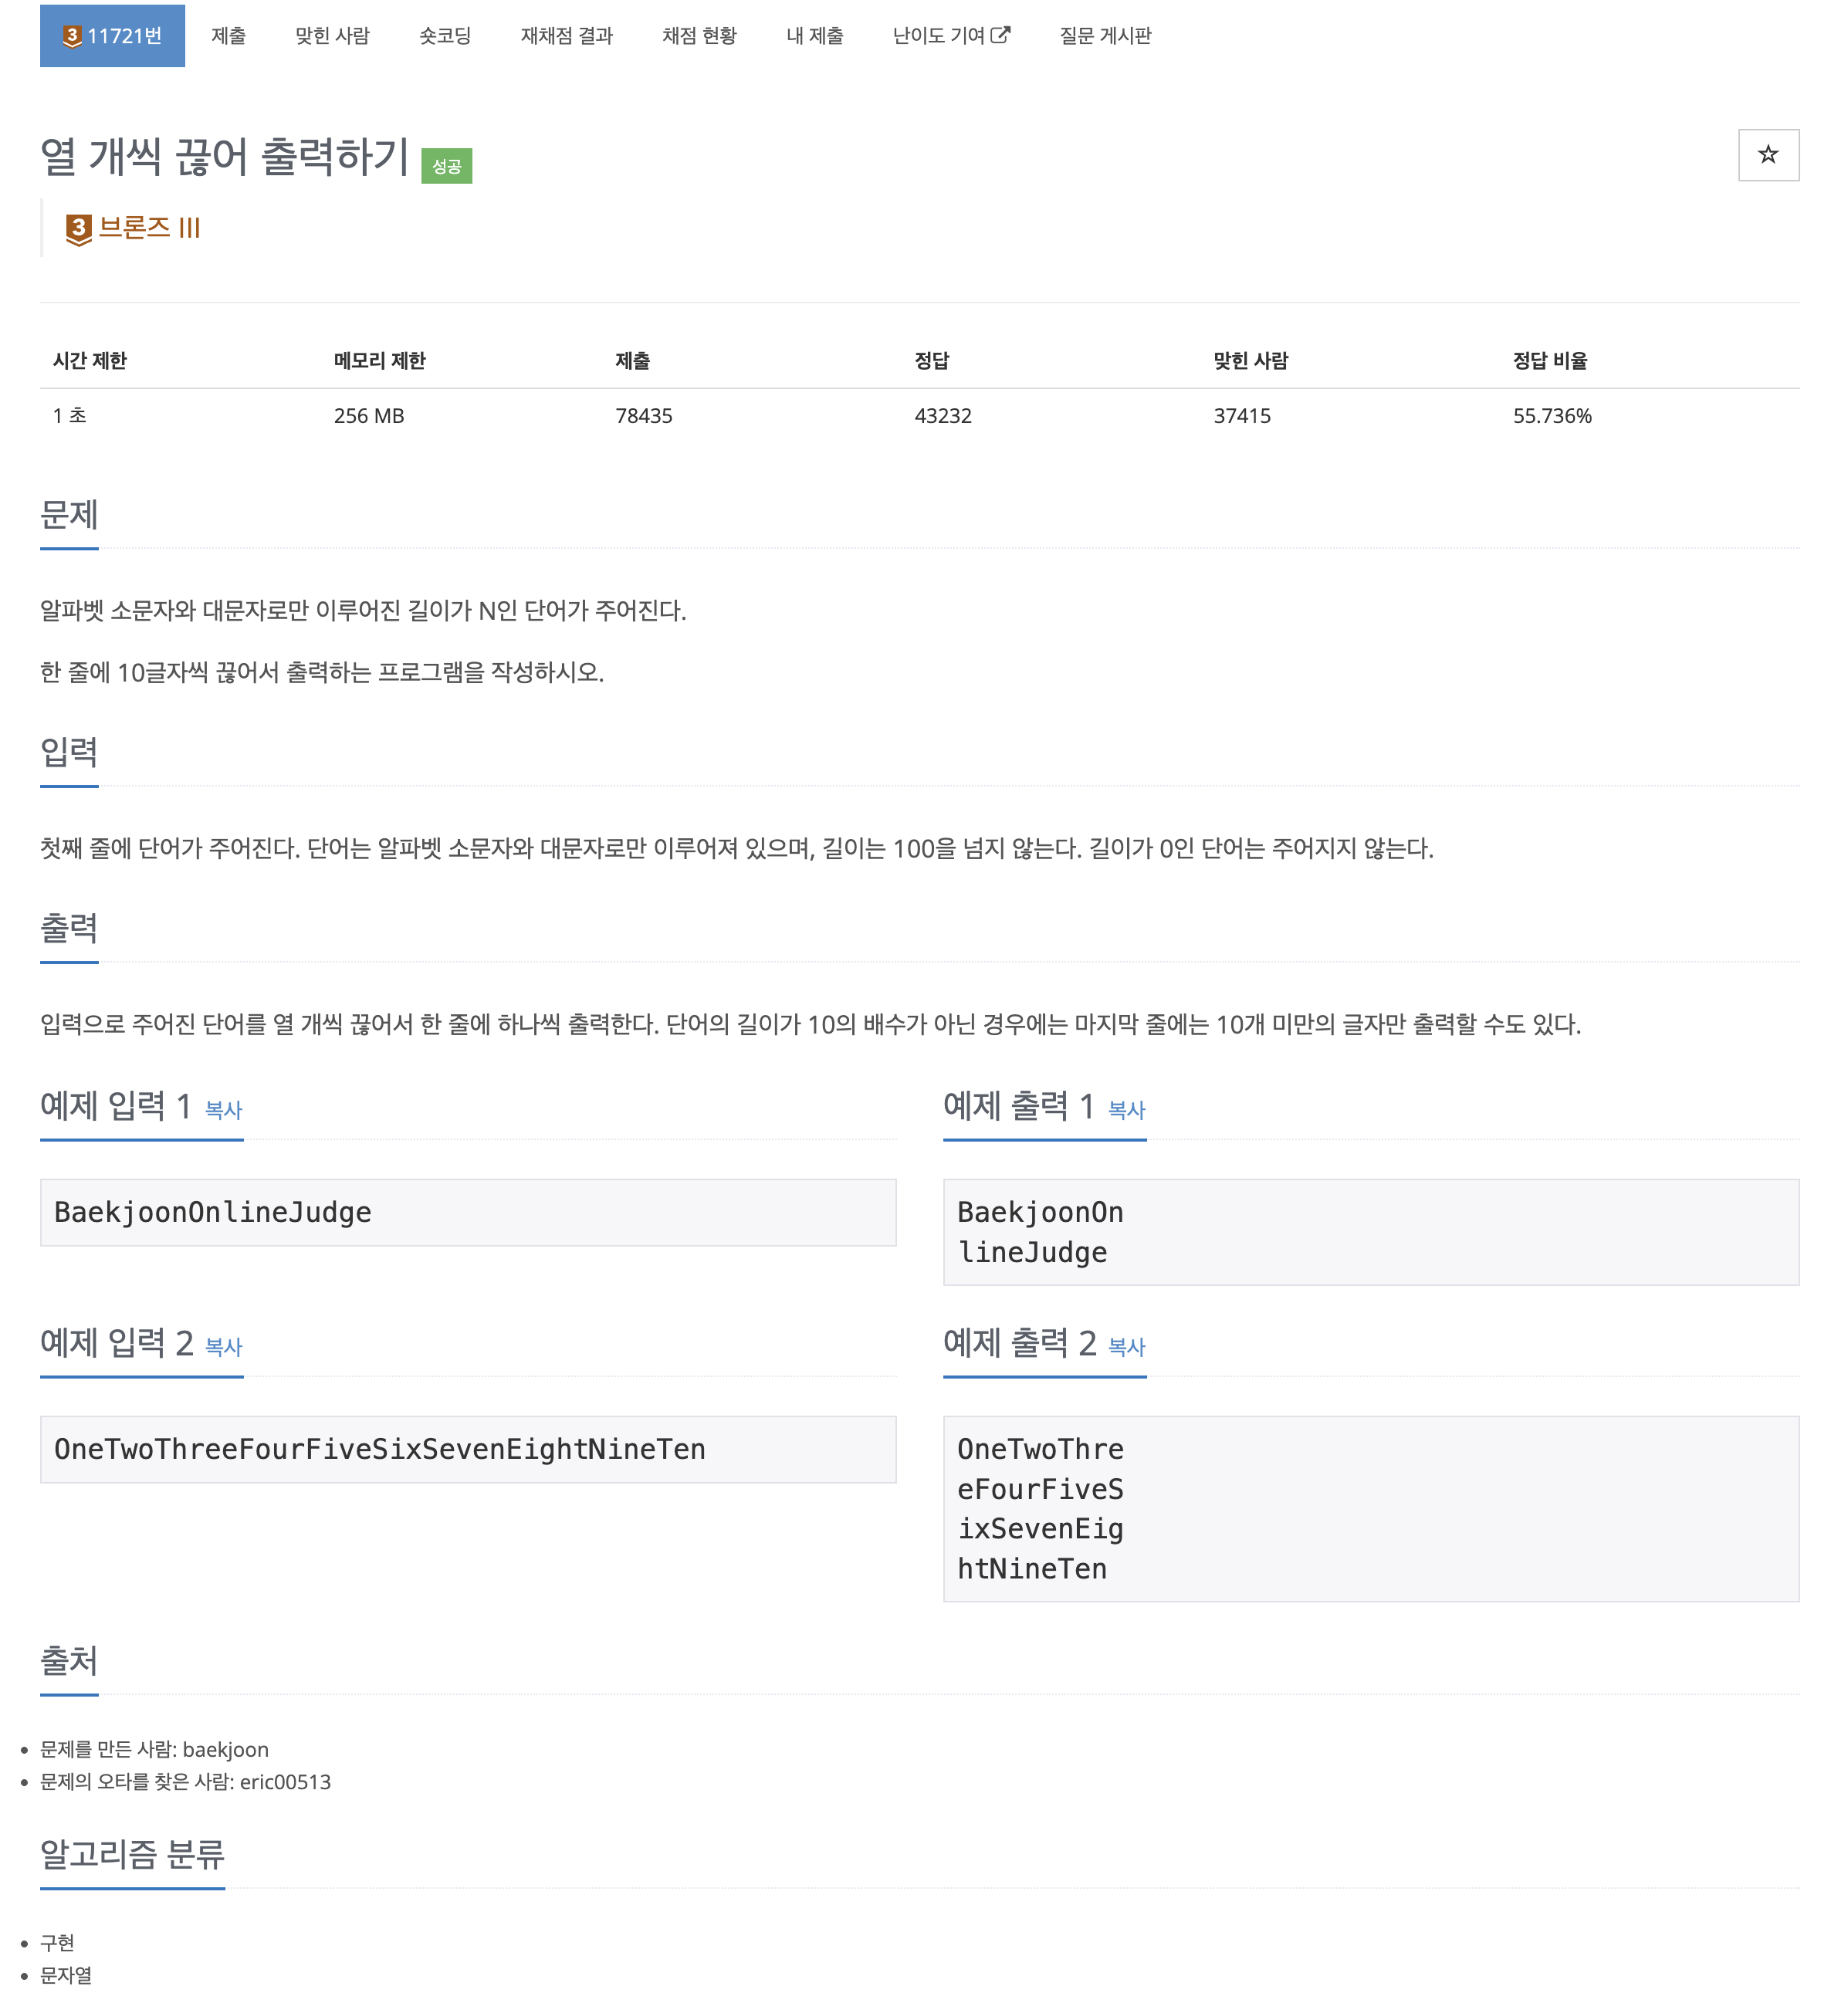 3 11721번 제출 맞힌 사람 숏코딩 재채점 결과 채점 현황 내 제출 난이도 기여 질문 게시판
열 개씩 끊어 출력하기 성공
3 브론즈 III
시간 제한 메모리 제한 제출 정답 맞힌 사람 정답 비율
1 초 256 MB 78435 43232 37415 55.736%
문제
알파벳 소문자와 대문자로만 이루어진 길이가 N인 단어가 주어진다.
한 줄에 10글자씩 끊어서 출력하는 프로그램을 작성하시오.
입력
첫째 줄에 단어가 주어진다. 단어는 알파벳 소문자와 대문자로만 이루어져 있으며, 길이는 100을 넘지 않는다. 길이가 0인 단어는 주어지지 않는다.
출력
입력으로 주어진 단어를 열 개씩 끊어서 한 줄에 하나씩 출력한다. 단어의 길이가 10의 배수가 아닌 경우에는 마지막 줄에는 10개 미만의 글자만 출력할 수도 있다.
예제 입력 1 복사
BaekjoonOnlineJudge
예제 출력 1 복사
BaekjoonOn
lineJudge
예제 입력 2 복사
OneTwoThreeFourFiveSixSevenEightNineTen
예제 출력 2 복사
OneTwoThre
eFourFiveS
ixSevenEig
htNineTen
출처
문제를 만든 사람: baekjoon
문제의 오타를 찾은 사람: eric00513
알고리즘 분류
구현
문자열